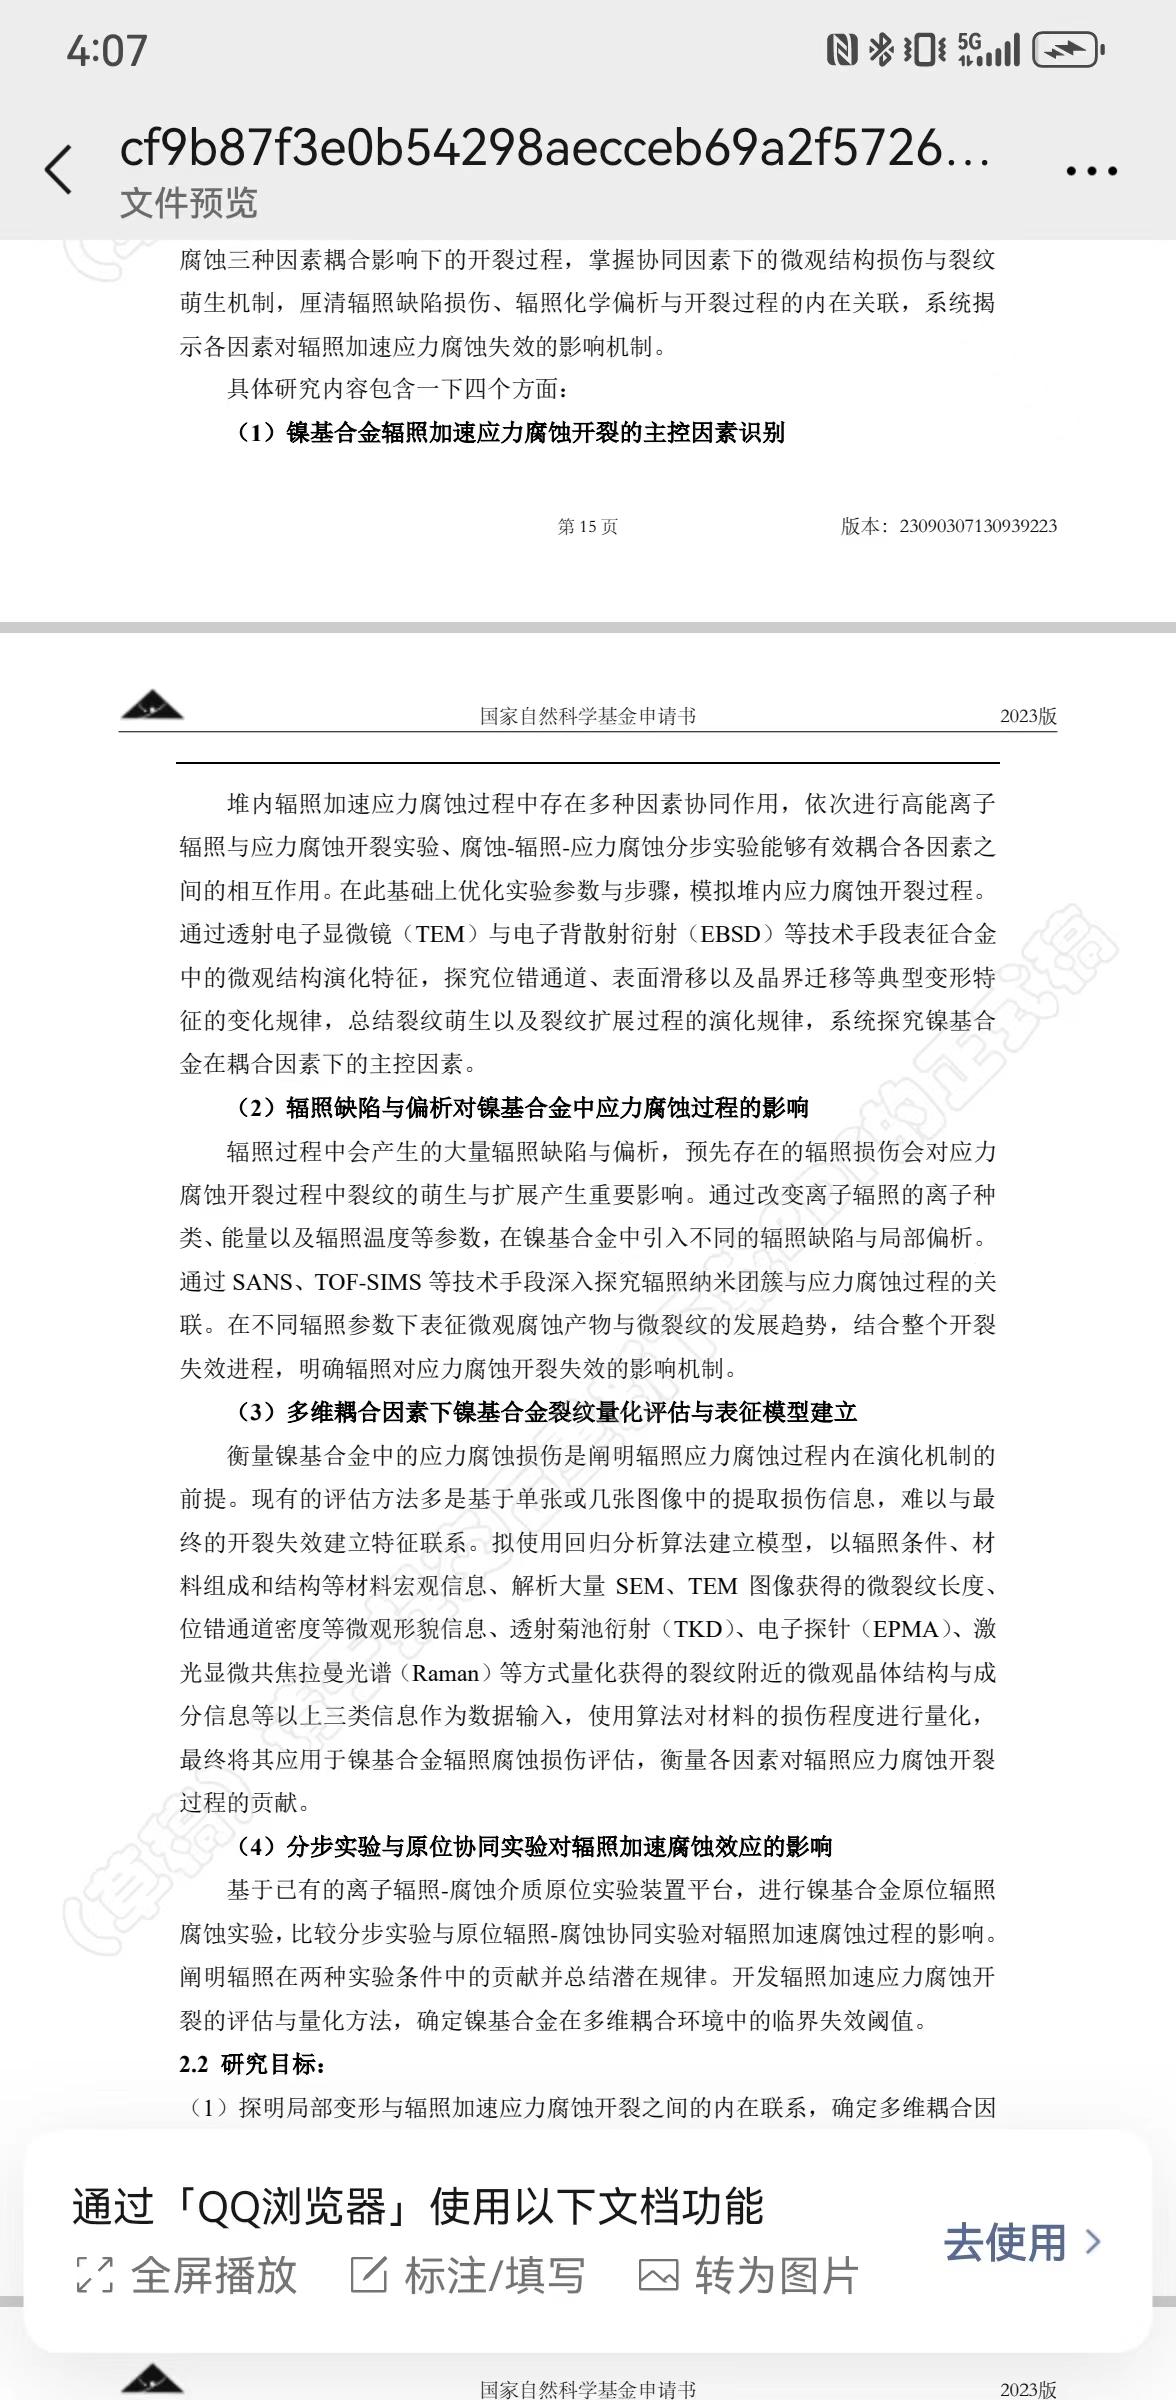 4:07
5G
cf9b87f3e0b54298aecceb69a2f5726...
文件预览
腐蚀三种因素耦合影响下的开裂过程，掌握协同因素下的微观结构损伤与裂纹
萌生机制，厘清辐照缺陷损伤、辐照化学偏析与开裂过程的内在关联，系统揭
示各因素对辐照加速应力腐蚀失效的影响机制。
具体研究内容包含一下四个方面：
（1）镍基合金辐照加速应力腐蚀开裂的主控因素识别
第 15 页
版本：23090307130939223
国家自然科学基金申请书
2023版
堆内辐照加速应力腐蚀过程中存在多种因素协同作用，依次进行高能离子
辐照与应力腐蚀开裂实验、腐蚀-辐照-应力腐蚀分步实验能够有效耦合各因素之
间的相互作用。在此基础上优化实验参数与步骤，模拟堆内应力腐蚀开裂过程。
通过透射电子显微镜（TEM）与电子背散射衍射（EBSD）等技术手段表征合金
中的微观结构演化特征，探究位错通道、表面滑移以及晶界迁移等典型变形特
征的变化规律，总结裂纹萌生以及裂纹扩展过程的演化规律，系统探究镍基合
金在耦合因素下的主控因素。
（2）辐照缺陷与偏析对镍基合金中应力腐蚀过程的影响
辐照过程中会产生的大量辐照缺陷与偏析，预先存在的辐照损伤会对应力
腐蚀开裂过程中裂纹的萌生与扩展产生重要影响。通过改变离子辐照的离子种
类、能量以及辐照温度等参数，在镍基合金中引入不同的辐照缺陷与局部偏析。
通过 SANS、TOF-SIMS 等技术手段深入探究辐照纳米团簇与应力腐蚀过程的关
联。在不同辐照参数下表征微观腐蚀产物与微裂纹的发展趋势，结合整个开裂
失效进程，明确辐照对应力腐蚀开裂失效的影响机制。
（3）多维耦合因素下镍基合金裂纹量化评估与表征模型建立
衡量镍基合金中的应力腐蚀损伤是阐明辐照应力腐蚀过程内在演化机制的
前提。现有的评估方法多是基于单张或几张图像中的提取损伤信息，难以与最
终的开裂失效建立特征联系。拟使用回归分析算法建立模型，以辐照条件、材
料组成和结构等材料宏观信息、解析大量 SEM、TEM 图像获得的微裂纹长度、
位错通道密度等微观形貌信息、透射菊池衍射（TKD）、电子探针（EPMA）、激
光显微共焦拉曼光谱（Raman）等方式量化获得的裂纹附近的微观晶体结构与成
分信息等以上三类信息作为数据输入，使用算法对材料的损伤程度进行量化，
最终将其应用于镍基合金辐照腐蚀损伤评估，衡量各因素对辐照应力腐蚀开裂
过程的贡献。
（4）分步实验与原位协同实验对辐照加速腐蚀效应的影响
基于已有的离子辐照-腐蚀介质原位实验装置平台，进行镍基合金原位辐照
腐蚀实验，比较分步实验与原位辐照-腐蚀协同实验对辐照加速腐蚀过程的影响。
阐明辐照在两种实验条件中的贡献并总结潜在规律。开发辐照加速应力腐蚀开
裂的评估与量化方法，确定镍基合金在多维耦合环境中的临界失效阈值。
2.2 研究目标：
（1）探明局部变形与辐照加速应力腐蚀开裂之间的内在联系，确定多维耦合因
通过「QQ浏览器」使用以下文档功能
去使用
全屏播放 标注/填写 转为图片
国家自然科学基金申请书
2023版